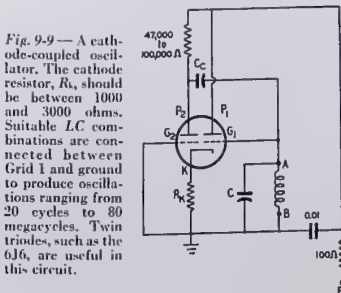 Fig. 9-9 — A cath-
ode-coupled oscil-
lator. The cathode
resistor, Rk, should
be between 1000
and 3000 ohms.
Suitable LC com-
binations are con-
nected between
Grid 1 and ground
to produce oscilla-
tions ranging from
20 cycles to 80
megacycles. Twin
triodes, such as the
6J6, are useful in
this circuit.
47,000
to
100,000Ω
CC
P2
P1
G2
G1
K
RK
C
A
B
0.01
100Ω